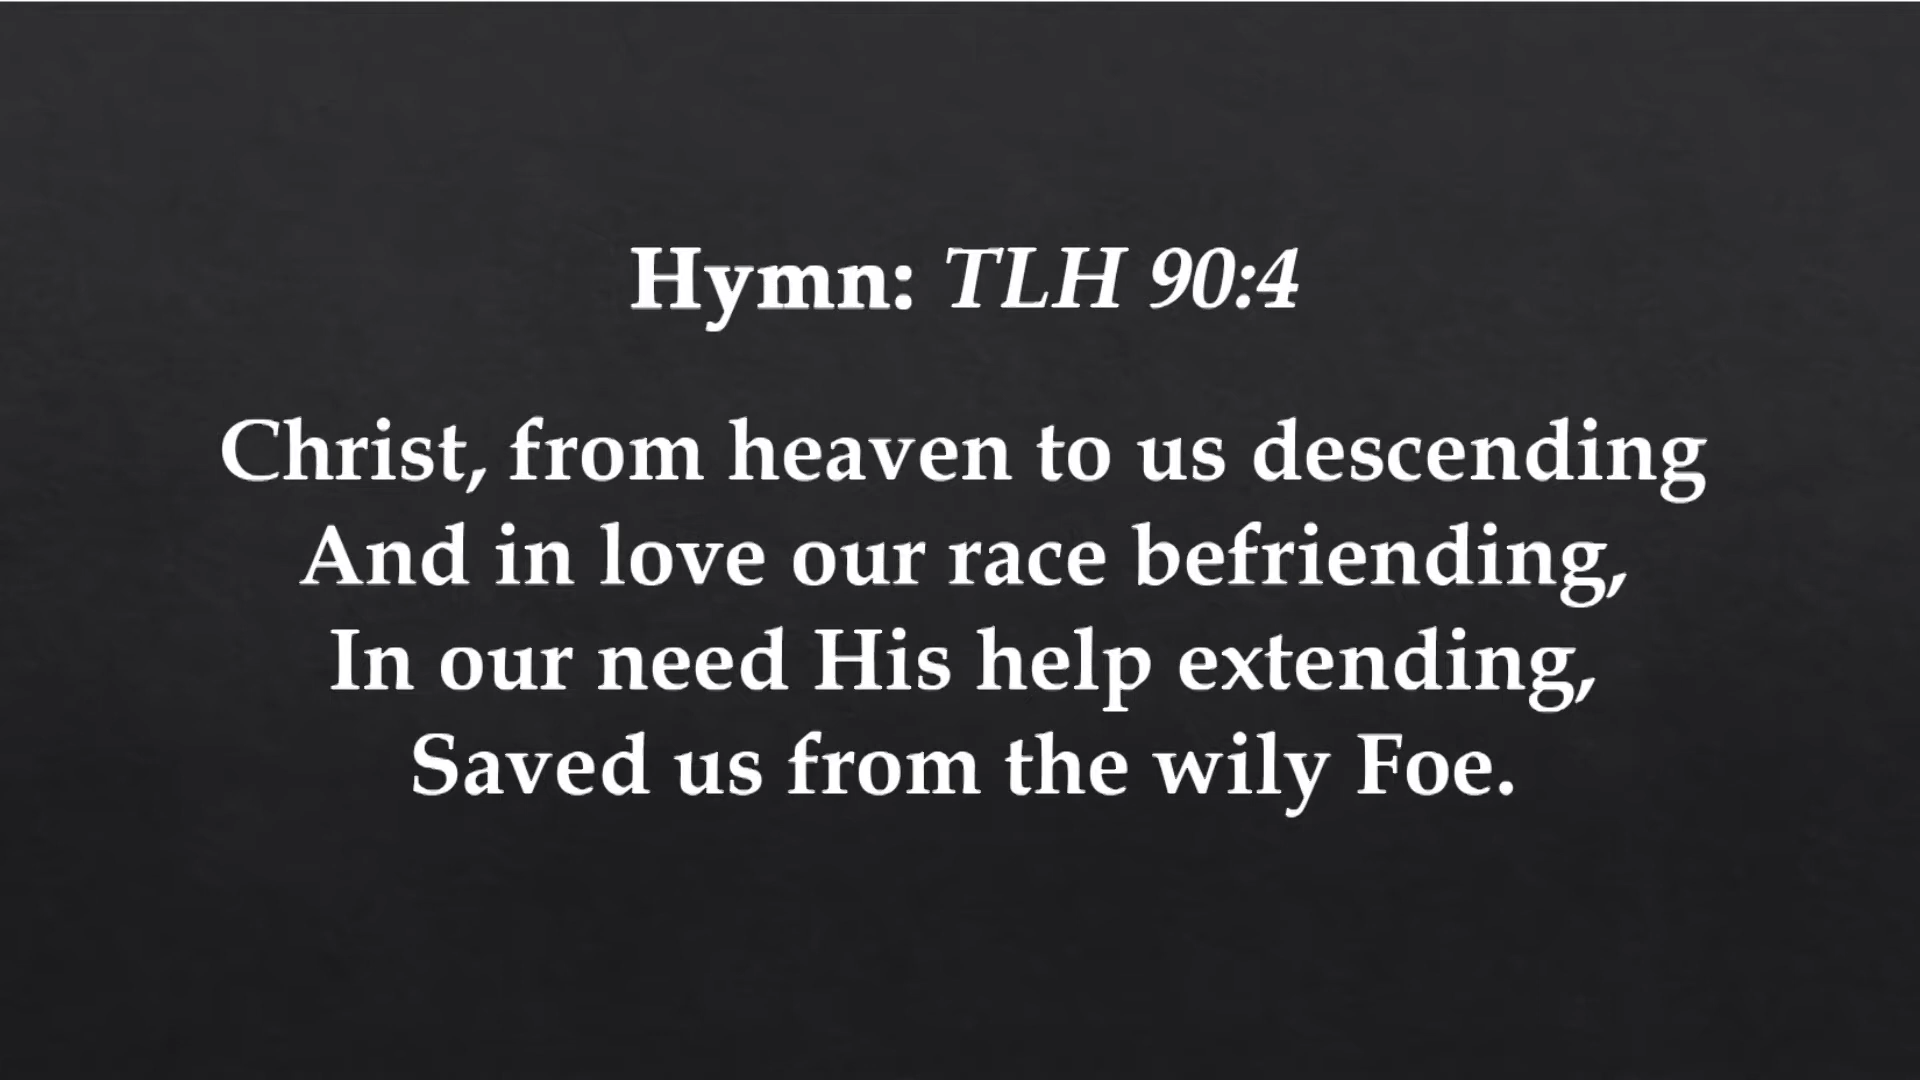 Hymn: TLH 90:4
Christ, from heaven to us descending
And in love our race befriending,
In our need His help extending,
Saved us from the wily Foe.